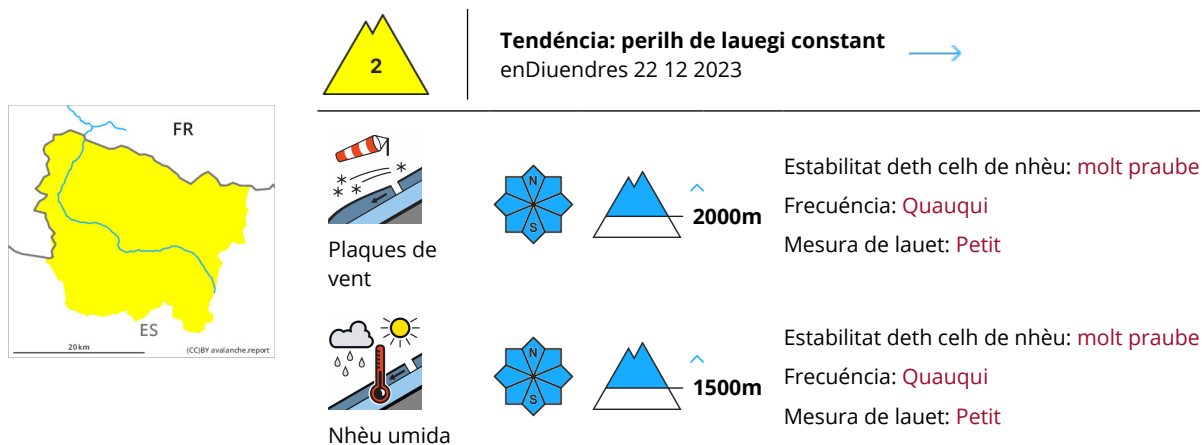 2
Tendéncia: perilh de lauegi constant
enDiuendres 22 12 2023
FR
ES
20 km
(CC)BY avalanche.report
Plaques de
vent
N
S
2000m
Estabilitat deth celh de nhèu: molt praube
Frecuéncia: Quauqui
Mesura de lauet: Petit
Nhèu umida
N
S
1500m
Estabilitat deth celh de nhèu: molt praube
Frecuéncia: Quauqui
Mesura de lauet: Petit